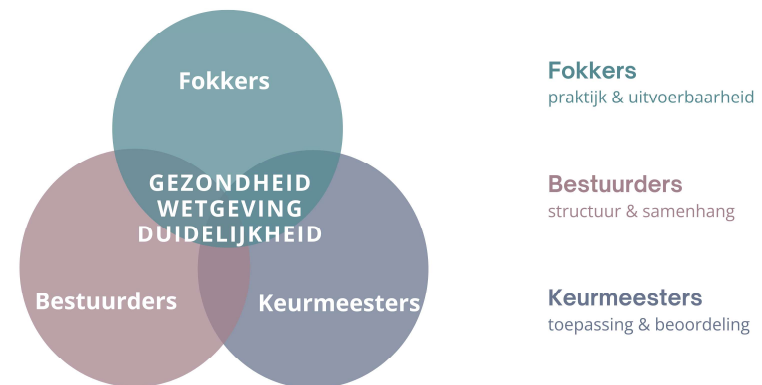 Fokkers
GEZONDHEID
WETGEVING
DUIDELIJKHEID
Bestuurders
Keurmeesters
Fokkers
praktijk & uitvoerbaarheid
Bestuurders
structuur & samenhang
Keurmeesters
toepassing & beoordeling